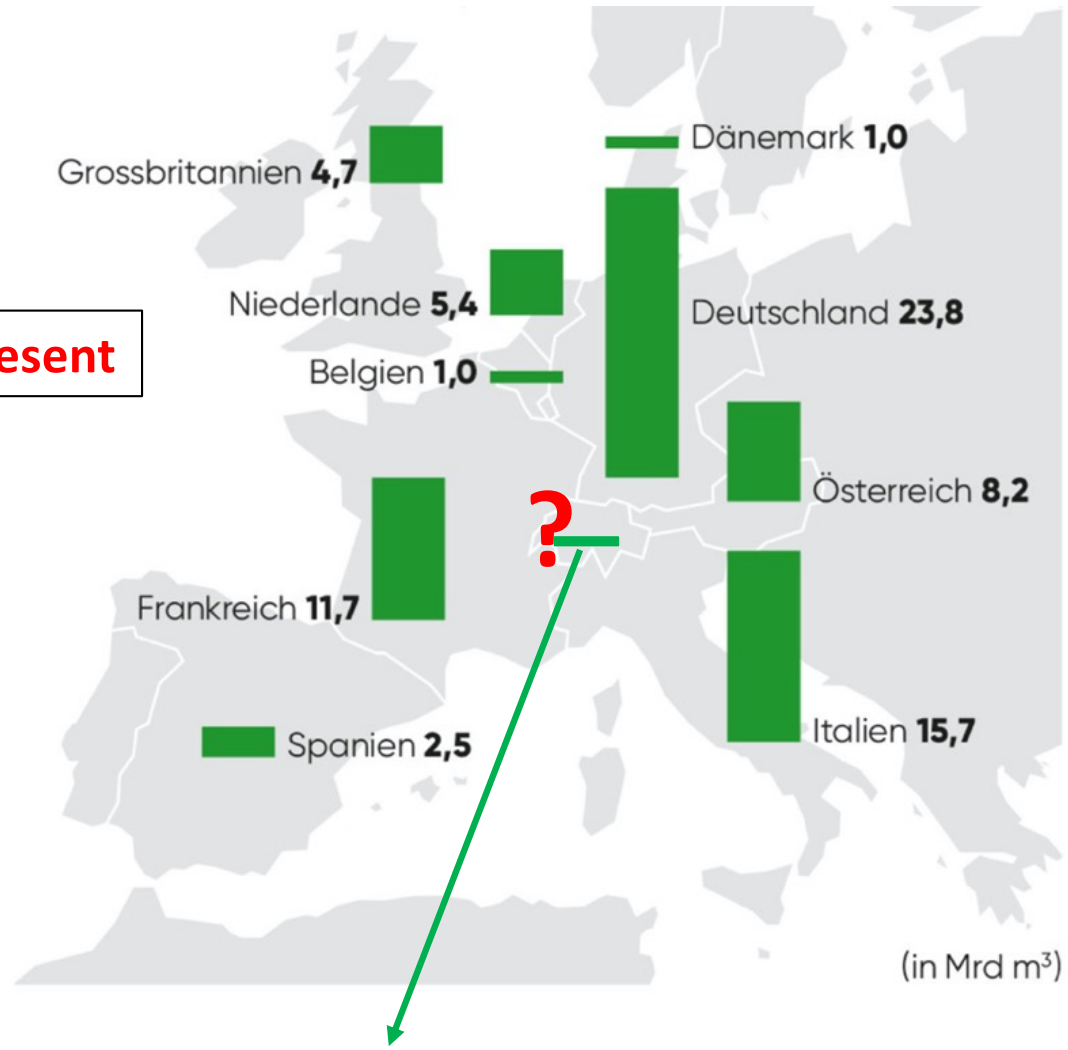 Dänemark 1,0
Grossbritannien 4,7
Niederlande 5,4
Deutschland 23,8
esent
Belgien 1,0
Österreich 8,2
?
Frankreich 11,7
Italien 15,7
Spanien 2,5
(in Mrd m³)